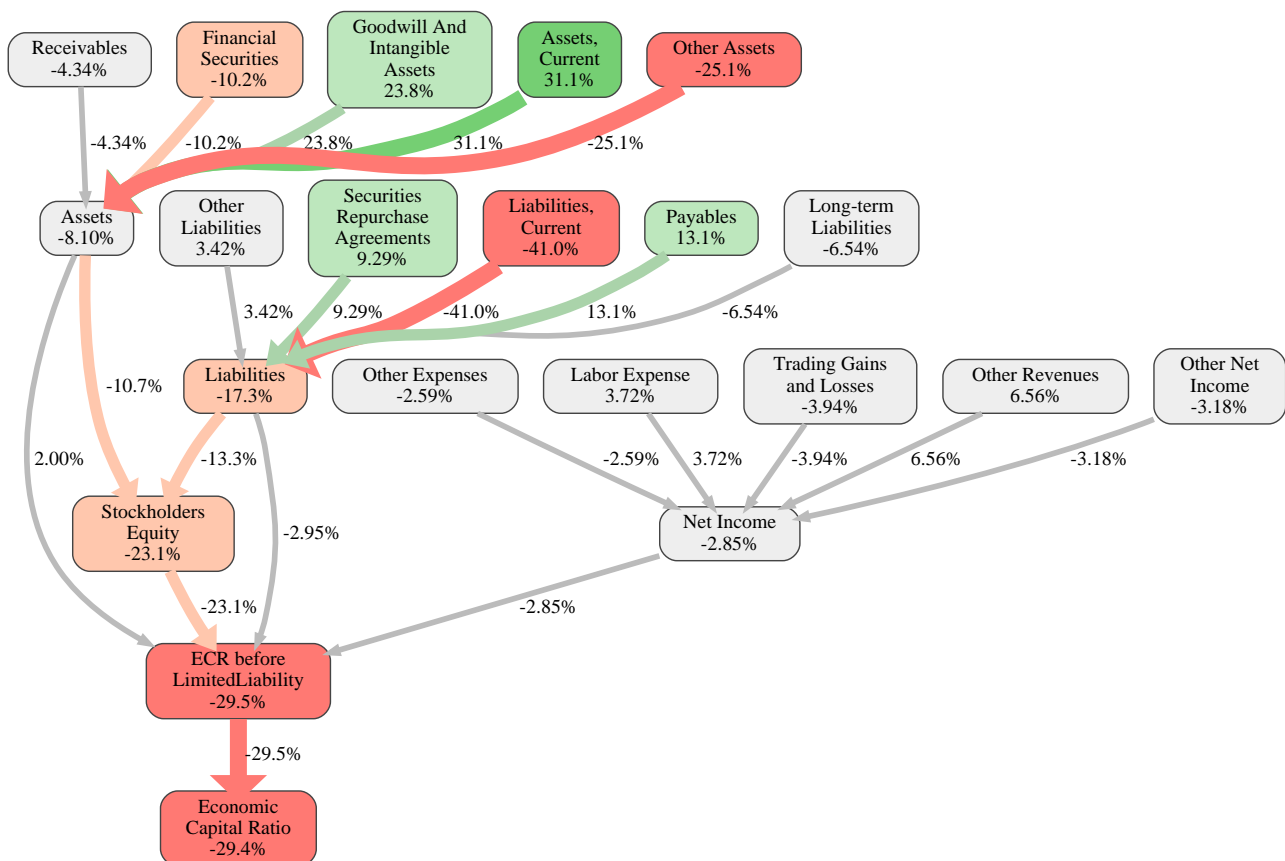 Receivables
-4.34%
Financial
Securities
-10.2%
Goodwill And
Intangible
Assets
23.8%
Assets,
Current
31.1%
Other Assets
-25.1%
-4.34%
-10.2%
23.8%
31.1%
-25.1%
Assets
-8.10%
Other
Liabilities
3.42%
Securities
Repurchase
Agreements
9.29%
Liabilities,
Current
-41.0%
Payables
13.1%
Long-term
Liabilities
-6.54%
3.42%
9.29%
-41.0%
13.1%
-6.54%
-10.7%
Liabilities
-17.3%
Other Expenses
-2.59%
Labor Expense
3.72%
Trading Gains
and Losses
-3.94%
Other Revenues
6.56%
Other Net
Income
-3.18%
2.00%
-13.3%
-2.59%
3.72%
-3.94%
6.56%
-3.18%
Stockholders
Equity
-23.1%
-2.95%
Net Income
-2.85%
-23.1%
-2.85%
ECR before
LimitedLiability
-29.5%
-29.5%
Economic
Capital Ratio
-29.4%